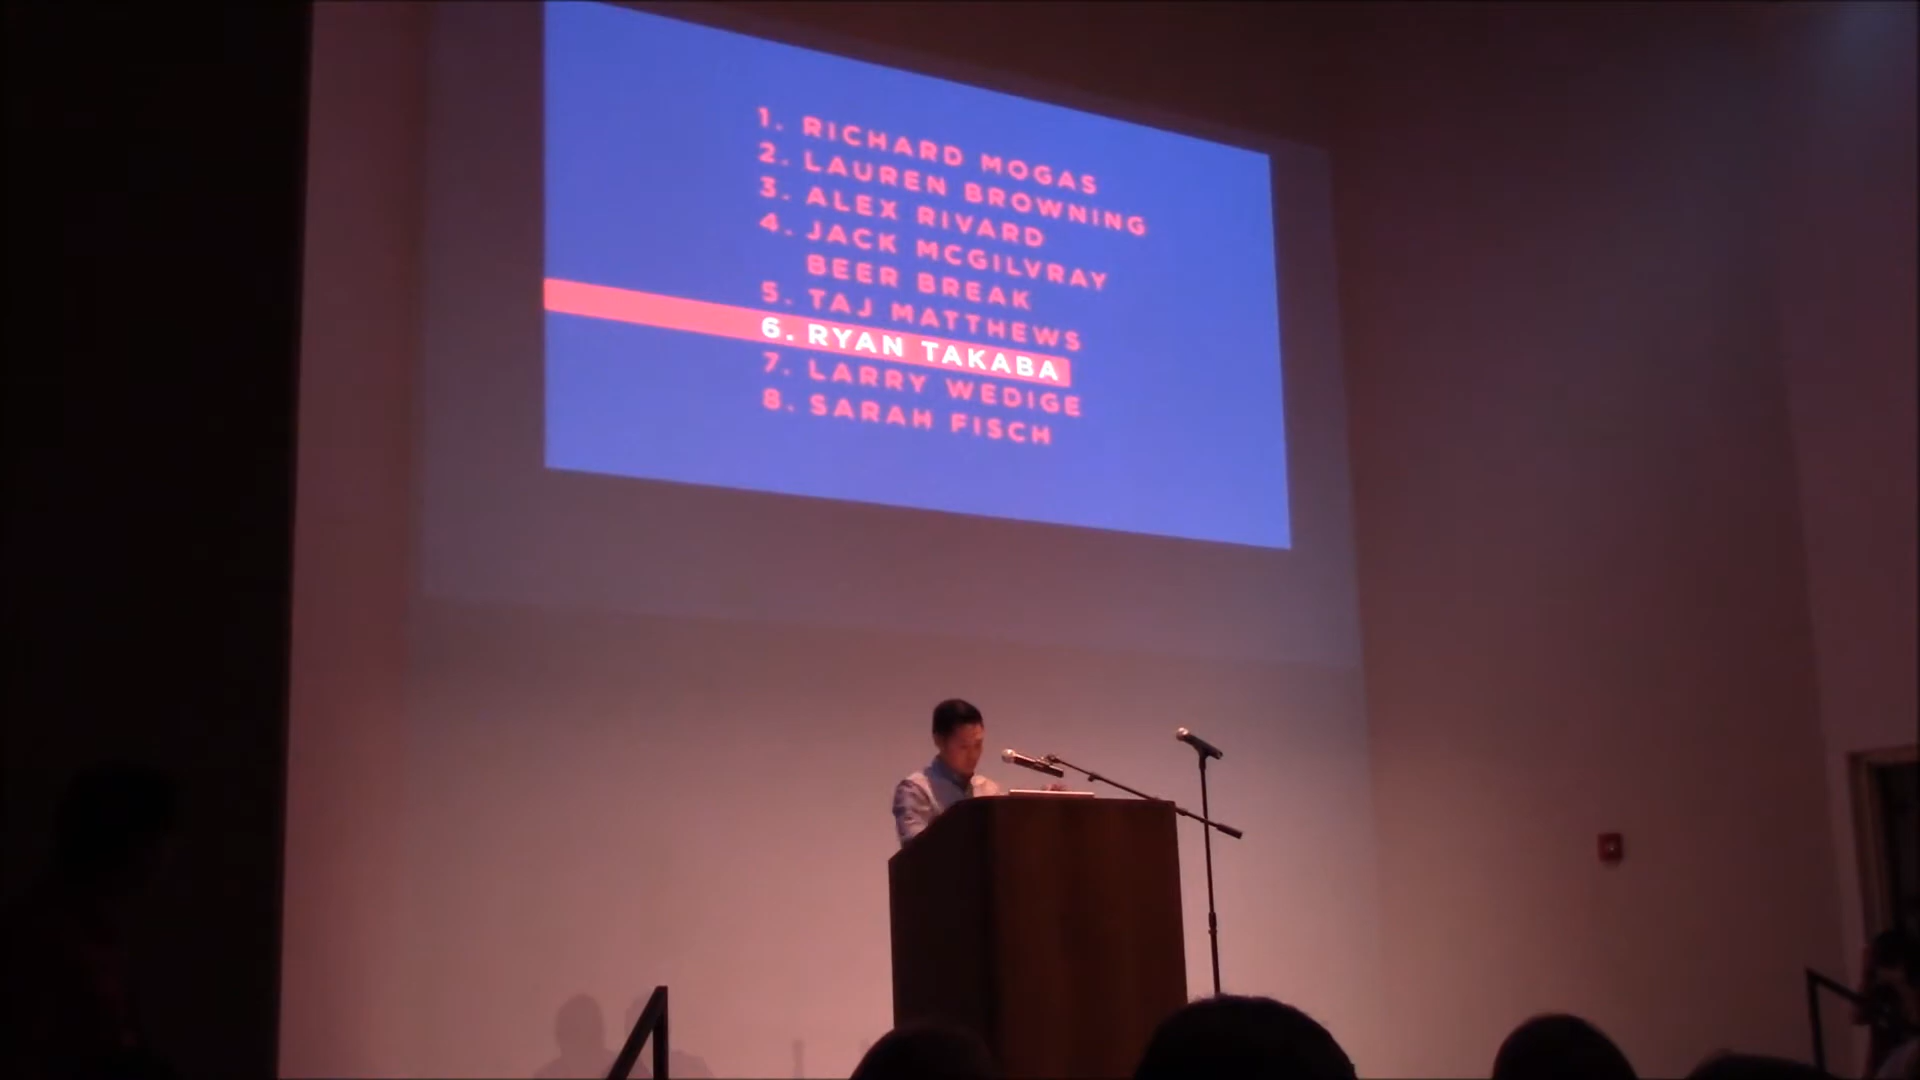 1. RICHARD MOGAS
2. LAUREN BROWNING
3. ALEX RIVARD
4. JACK MCGILVRAY
BEER BREAK
5. TAJ MATTHEWS
6. RYAN TAKABA
7. LARRY WEDIGE
8. SARAH FISCH